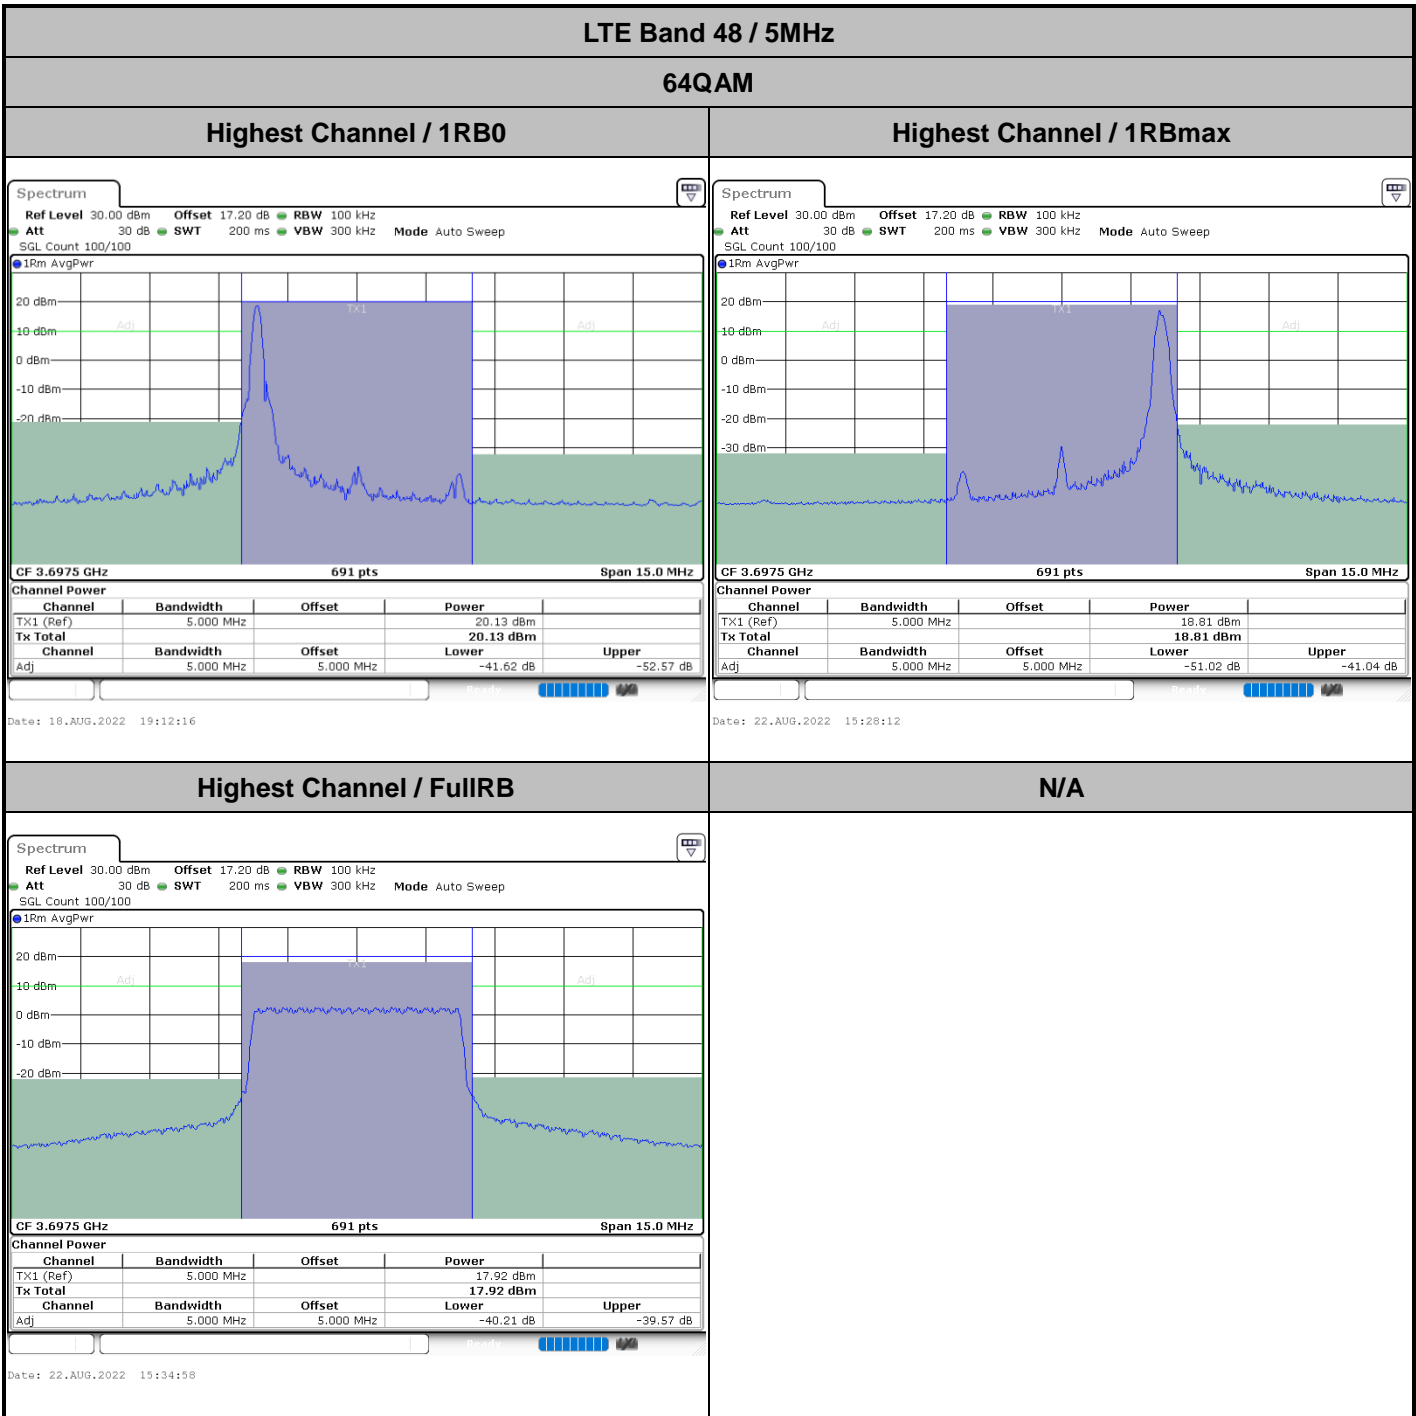 LTE Band 48 / 5MHz
64QAM
Highest Channel / 1RB0
Highest Channel / 1RBmax
Spectrum
Ref Level 30.00 dBm Offset 17.20 dB RBW 100 kHz
Att 30 dB SWT 200 ms VBW 300 kHz Mode Auto Sweep
SGL Count 100/100
1Rm AvgPwr
TX1
20 dBm
Adj
Adj
10 dBm
0 dBm
-10 dBm
-20 dBm
CF 3.6975 GHz 691 pts Span 15.0 MHz
Channel Power
Channel Bandwidth Offset Power
TX1 (Ref) 5.000 MHz 20.13 dBm
Tx Total 20.13 dBm
Channel Bandwidth Offset Lower Upper
Adj 5.000 MHz 5.000 MHz -41.62 dB -52.57 dB
Ready
Date: 18.AUG.2022 19:12:16
Spectrum
Ref Level 30.00 dBm Offset 17.20 dB RBW 100 kHz
Att 30 dB SWT 200 ms VBW 300 kHz Mode Auto Sweep
SGL Count 100/100
1Rm AvgPwr
TX1
20 dBm
Adj
Adj
10 dBm
0 dBm
-10 dBm
-20 dBm
-30 dBm
CF 3.6975 GHz 691 pts Span 15.0 MHz
Channel Power
Channel Bandwidth Offset Power
TX1 (Ref) 5.000 MHz 18.81 dBm
Tx Total 18.81 dBm
Channel Bandwidth Offset Lower Upper
Adj 5.000 MHz 5.000 MHz -51.02 dB -41.04 dB
Ready
Date: 22.AUG.2022 15:28:12
Highest Channel / FullRB
N/A
Spectrum
Ref Level 30.00 dBm Offset 17.20 dB RBW 100 kHz
Att 30 dB SWT 200 ms VBW 300 kHz Mode Auto Sweep
SGL Count 100/100
1Rm AvgPwr
20 dBm
TX1
Adj
Adj
10 dBm
0 dBm
-10 dBm
-20 dBm
CF 3.6975 GHz 691 pts Span 15.0 MHz
Channel Power
Channel Bandwidth Offset Power
TX1 (Ref) 5.000 MHz 17.92 dBm
Tx Total 17.92 dBm
Channel Bandwidth Offset Lower Upper
Adj 5.000 MHz 5.000 MHz -40.21 dB -39.57 dB
Ready
Date: 22.AUG.2022 15:34:58